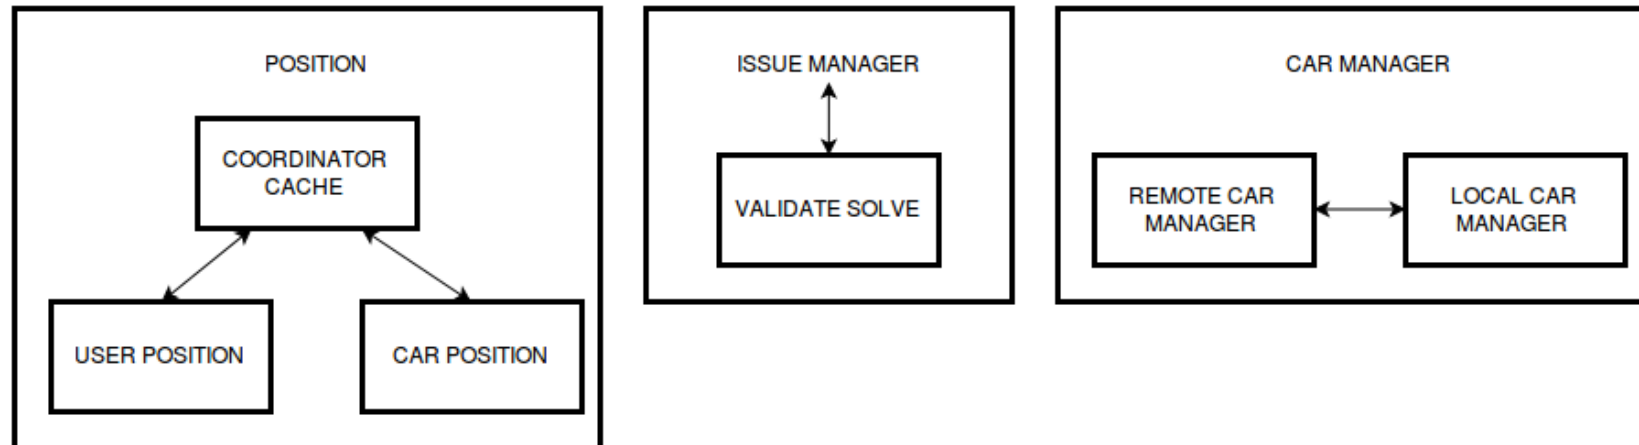 POSITION
COORDINATOR
CACHE
USER POSITION
CAR POSITION
ISSUE MANAGER
VALIDATE SOLVE
CAR MANAGER
REMOTE CAR
MANAGER
LOCAL CAR
MANAGER